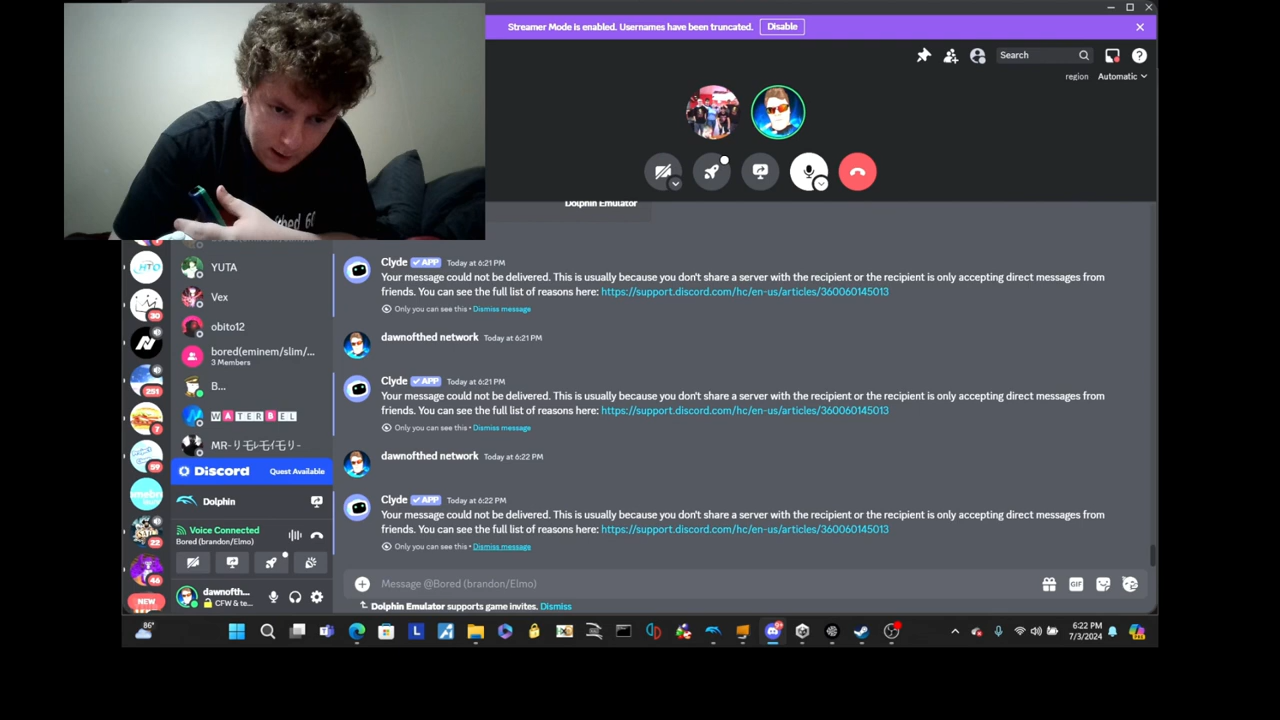 Streamer Mode is enabled. Usernames have been truncated. Disable
Search
region Automatic
Dolphin Emulator
YUTA
Vex
obito12
bored(eminem/slim/...
3 Members
B...
W A T E R B E L
MR-りモレモイモリ-
Discord Quest Available
Dolphin
Voice Connected
Bored (brandon/Elmo)
dawnofth...
CFW & te...
HTO
30
251
7
59
amebr
22
46
NEW
Clyde ✓APP Today at 6:21 PM
Your message could not be delivered. This is usually because you don't share a server with the recipient or the recipient is only accepting direct messages from
friends. You can see the full list of reasons here: https://support.discord.com/hc/en-us/articles/360060145013
Only you can see this • Dismiss message
dawnofthed network Today at 6:21 PM
Clyde ✓APP Today at 6:21 PM
Your message could not be delivered. This is usually because you don't share a server with the recipient or the recipient is only accepting direct messages from
friends. You can see the full list of reasons here: https://support.discord.com/hc/en-us/articles/360060145013
Only you can see this • Dismiss message
dawnofthed network Today at 6:22 PM
Clyde ✓APP Today at 6:22 PM
Your message could not be delivered. This is usually because you don't share a server with the recipient or the recipient is only accepting direct messages from
friends. You can see the full list of reasons here: https://support.discord.com/hc/en-us/articles/360060145013
Only you can see this • Dismiss message
Message @Bored (brandon/Elmo)
GIF
Dolphin Emulator supports game invites. Dismiss
86°
6:22 PM
7/3/2024